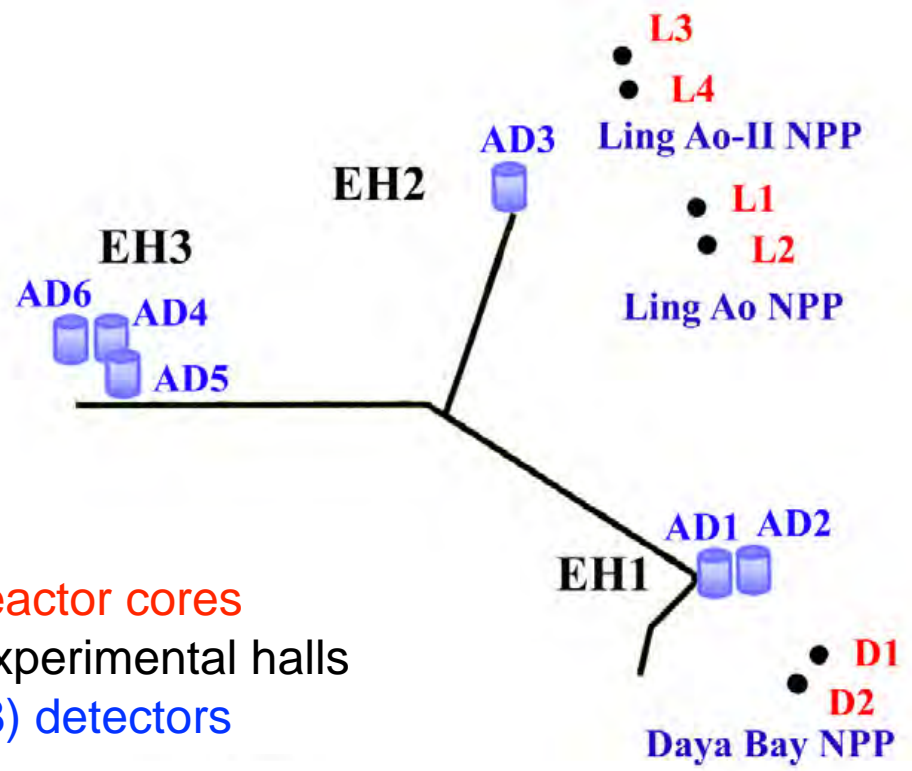 L3
L4
Ling Ao-II NPP
AD3
EH2
L1
L2
Ling Ao NPP
EH3
AD6
AD4
AD5
AD1 AD2
EH1
eactor cores
xperimental halls
) detectors
D1
D2
Daya Bay NPP